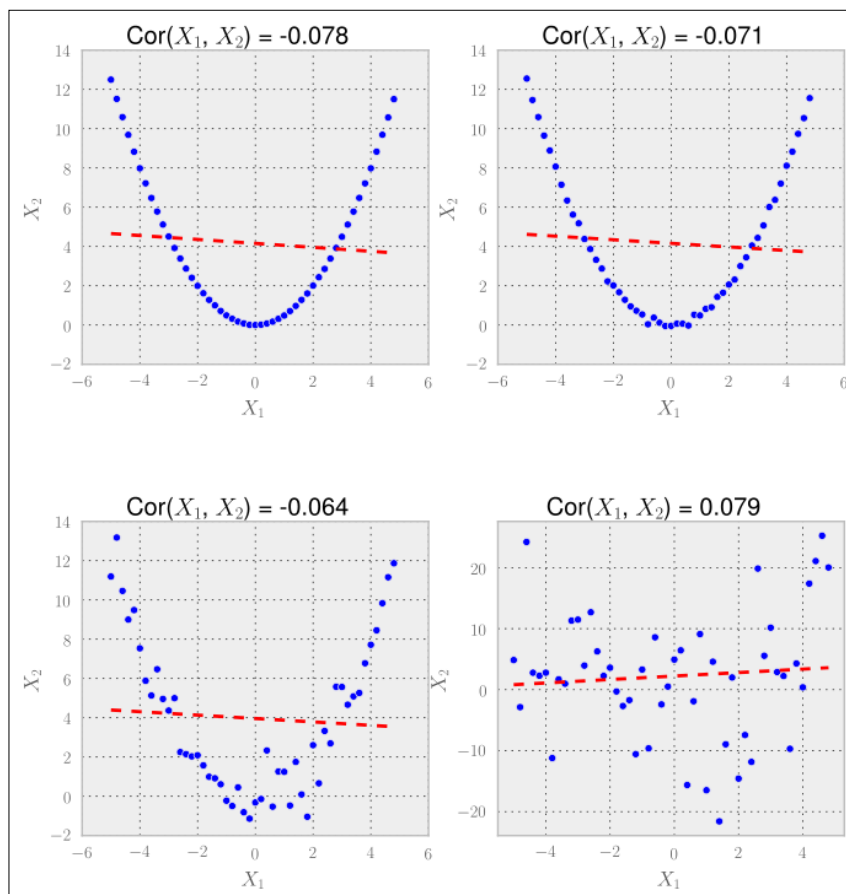 Cor(X₁, X₂) = -0.078
14
12
10
8
6
4
2
0
−2
X₂
−6 −4 −2 0 2 4 6
X₁
Cor(X₁, X₂) = -0.071
14
12
10
8
6
4
2
0
−2
X₂
−6 −4 −2 0 2 4 6
X₁
Cor(X₁, X₂) = -0.064
14
12
10
8
6
4
2
0
−2
X₂
−6 −4 −2 0 2 4 6
X₁
Cor(X₁, X₂) = 0.079
20
10
0
−10
−20
X₂
−4 −2 0 2 4
X₁